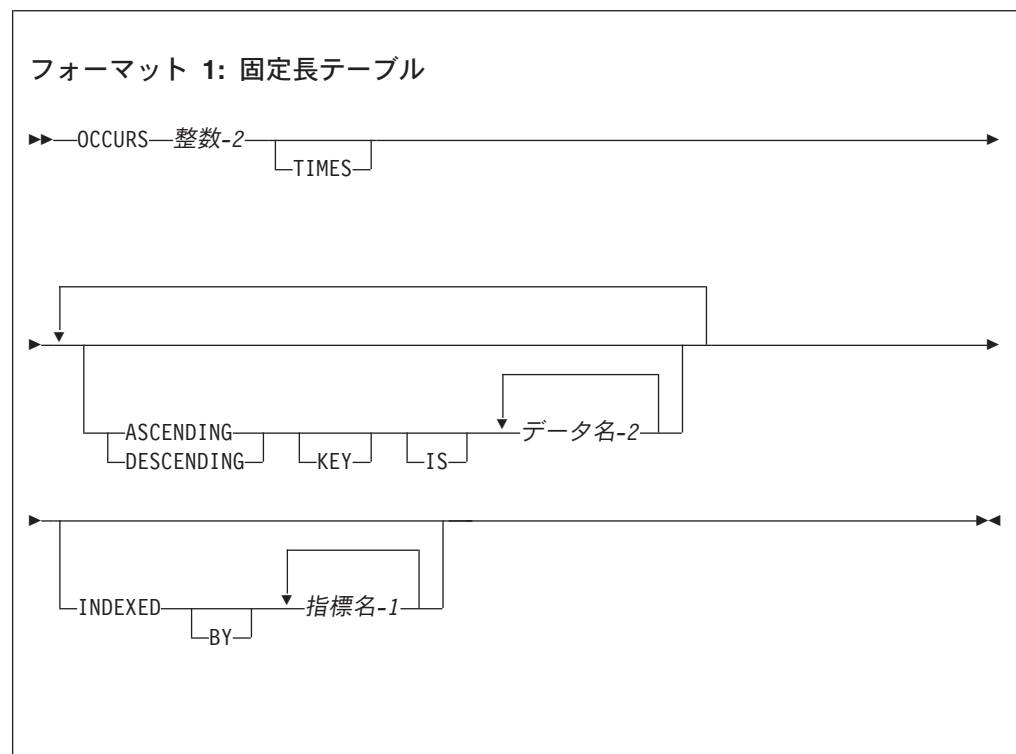 フォーマット 1: 固定長テーブル
OCCURS 整数-2
TIMES
ASCENDING データ名-2
DESCENDING KEY IS
INDEXED 指標名-1
BY